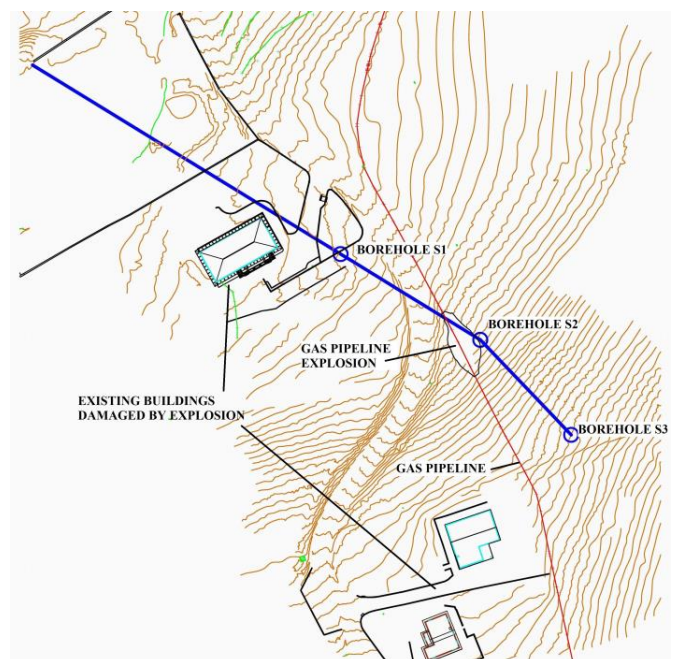 BOREHOLE S1
BOREHOLE S2
GAS PIPELINE
EXPLOSION
EXISTING BUILDINGS
DAMAGED BY EXPLOSION
BOREHOLE S3
GAS PIPELINE